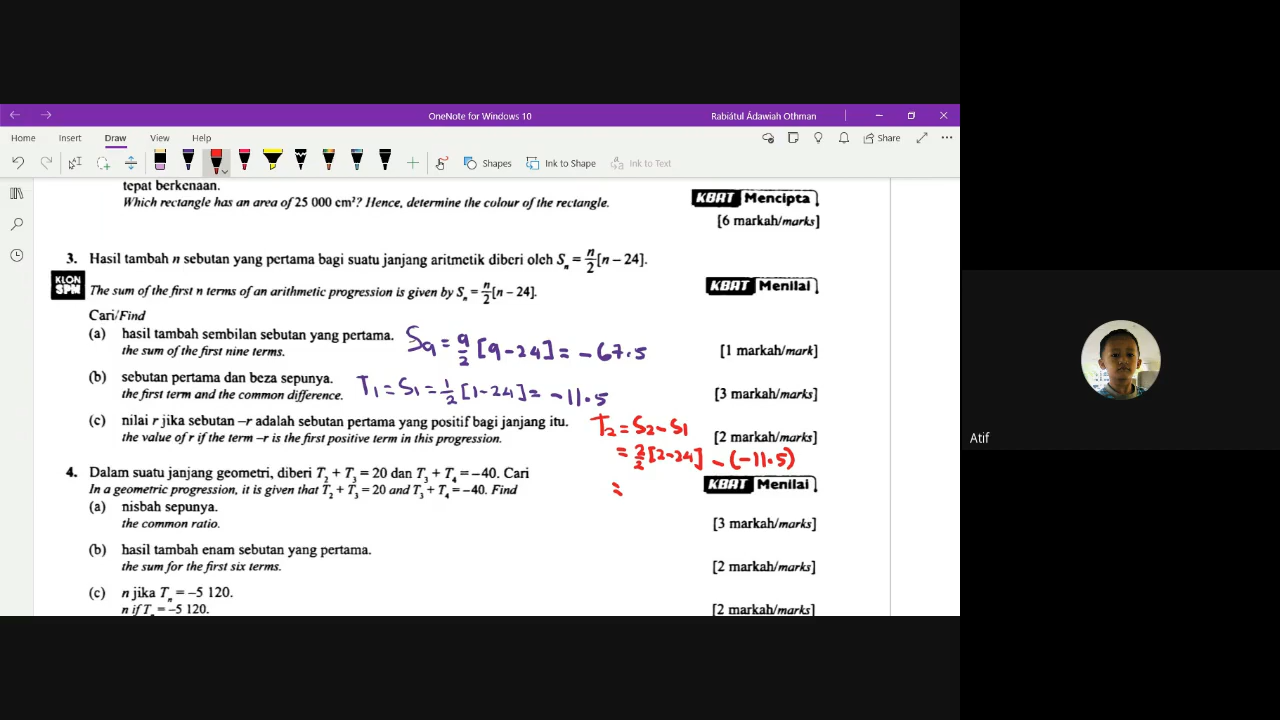 OneNote for Windows 10
Rabiátul Ádawiah Othman
Home Insert Draw View Help
Share
Shapes Ink to Shape Ink to Text
tepat berkenaan.
Which rectangle has an area of 25 000 cm²? Hence, determine the colour of the rectangle.
KBAT Mencipta
[6 markah/marks]
3. Hasil tambah n sebutan yang pertama bagi suatu janjang aritmetik diberi oleh Sₙ = n/2[n – 24].
KLON SPM
The sum of the first n terms of an arithmetic progression is given by Sₙ = n/2[n – 24].
KBAT Menilai
Cari/Find
(a) hasil tambah sembilan sebutan yang pertama.
the sum of the first nine terms.
S₉ = 9/2 [9-24] = -67.5
[1 markah/mark]
(b) sebutan pertama dan beza sepunya.
the first term and the common difference.
T₁ = S₁ = 1/2 [1-24] = -11.5
[3 markah/marks]
(c) nilai r jika sebutan –r adalah sebutan pertama yang positif bagi janjang itu.
the value of r if the term –r is the first positive term in this progression.
[2 markah/marks]
T₂ = S₂ - S₁
= 2/2 [2-24] - (-11.5)
=
4. Dalam suatu janjang geometri, diberi T₂ + T₃ = 20 dan T₃ + T₄ = –40. Cari
In a geometric progression, it is given that T₂ + T₃ = 20 and T₃ + T₄ = –40. Find
KBAT Menilai
(a) nisbah sepunya.
the common ratio.
[3 markah/marks]
(b) hasil tambah enam sebutan yang pertama.
the sum for the first six terms.
[2 markah/marks]
(c) n jika Tₙ = –5 120.
n if Tₙ = –5 120.
[2 markah/marks]
Atif